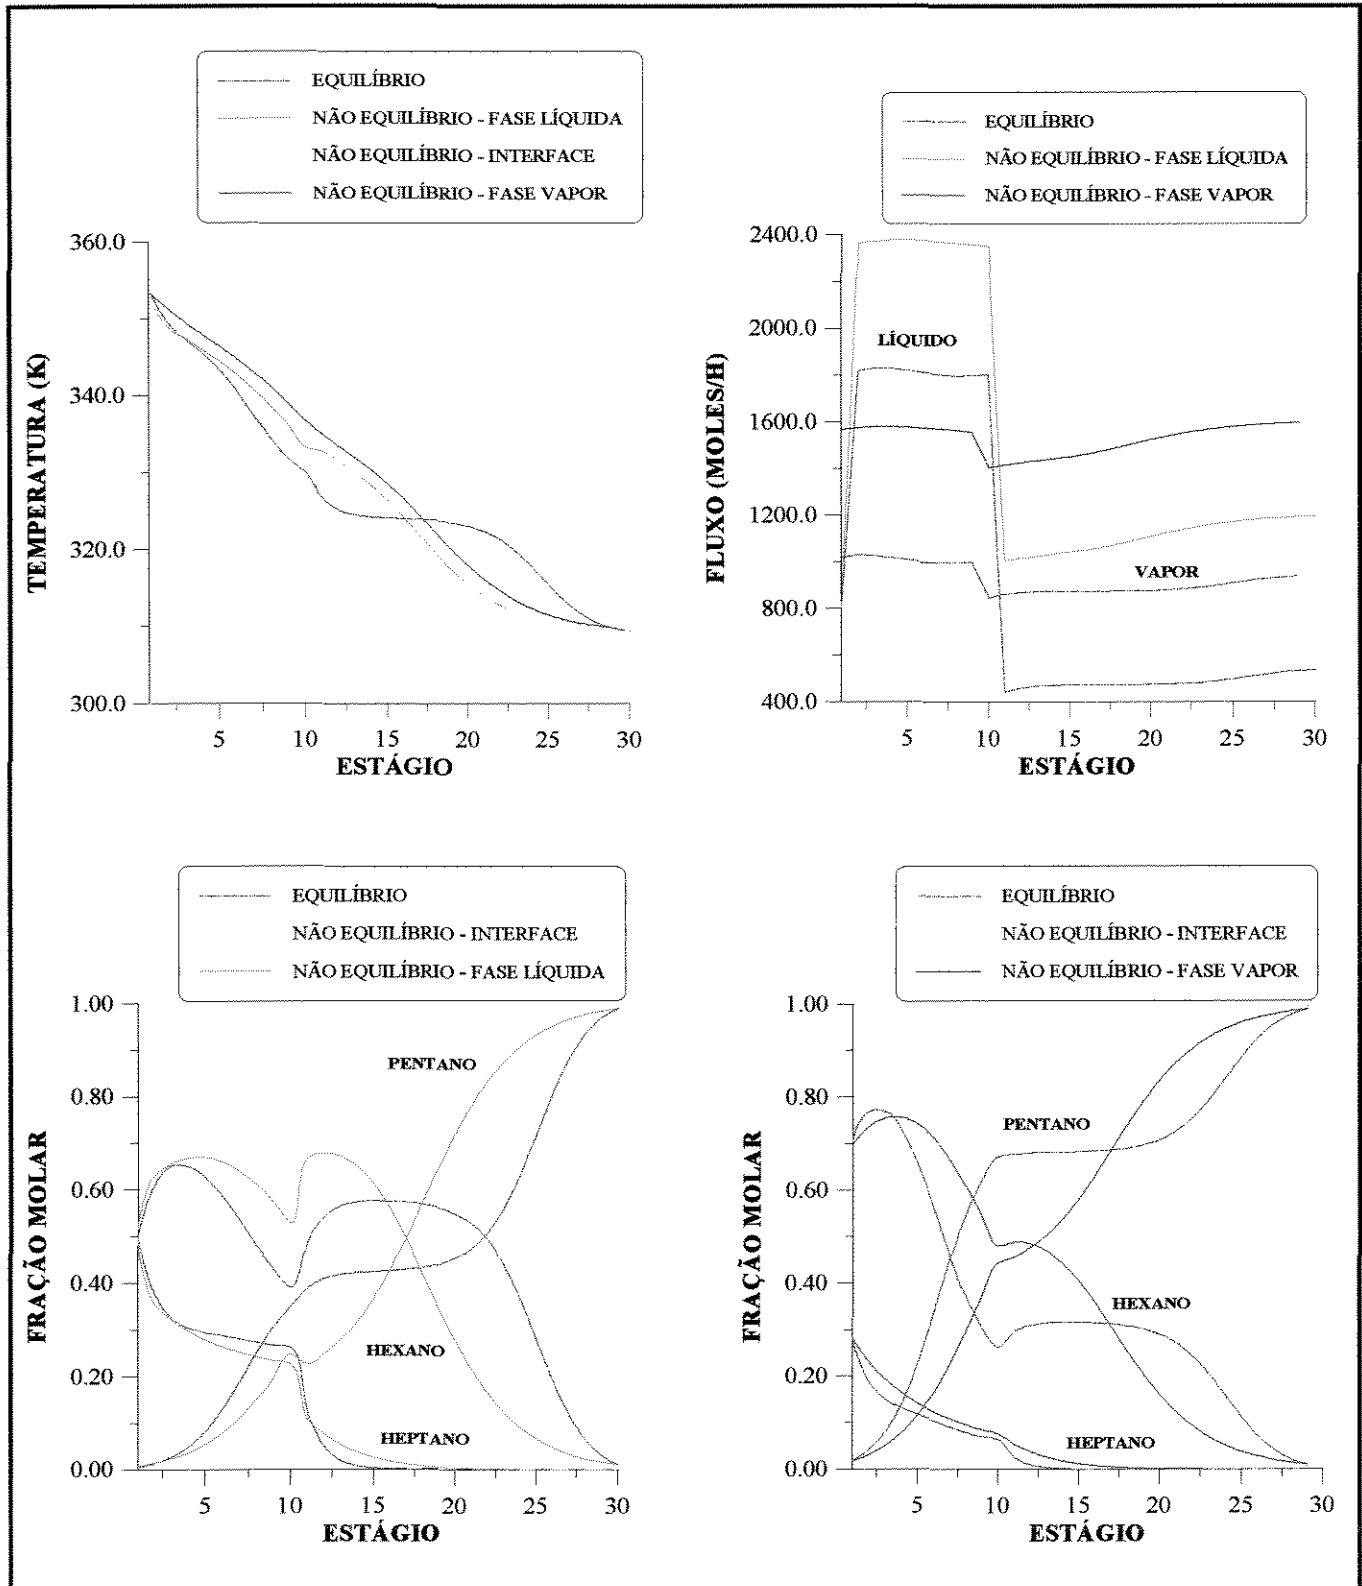 EQUILÍBRIO
NÃO EQUILÍBRIO - FASE LÍQUIDA
NÃO EQUILÍBRIO - INTERFACE
NÃO EQUILÍBRIO - FASE VAPOR
360.0
340.0
320.0
300.0
TEMPERATURA (K)
5 10 15 20 25 30
ESTÁGIO
EQUILÍBRIO
NÃO EQUILÍBRIO - FASE LÍQUIDA
NÃO EQUILÍBRIO - FASE VAPOR
2400.0
2000.0
1600.0
1200.0
800.0
400.0
FLUXO (MOLES/H)
LÍQUIDO
VAPOR
5 10 15 20 25 30
ESTÁGIO
EQUILÍBRIO
NÃO EQUILÍBRIO - INTERFACE
NÃO EQUILÍBRIO - FASE LÍQUIDA
1.00
0.80
0.60
0.40
0.20
0.00
FRAÇÃO MOLAR
PENTANO
HEXANO
HEPTANO
5 10 15 20 25 30
ESTÁGIO
EQUILÍBRIO
NÃO EQUILÍBRIO - INTERFACE
NÃO EQUILÍBRIO - FASE VAPOR
1.00
0.80
0.60
0.40
0.20
0.00
FRAÇÃO MOLAR
PENTANO
HEXANO
HEPTANO
5 10 15 20 25 30
ESTÁGIO